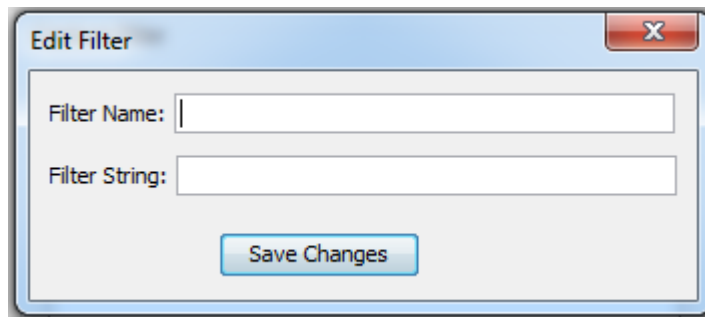 Edit Filter
Filter Name:
Filter String:
Save Changes